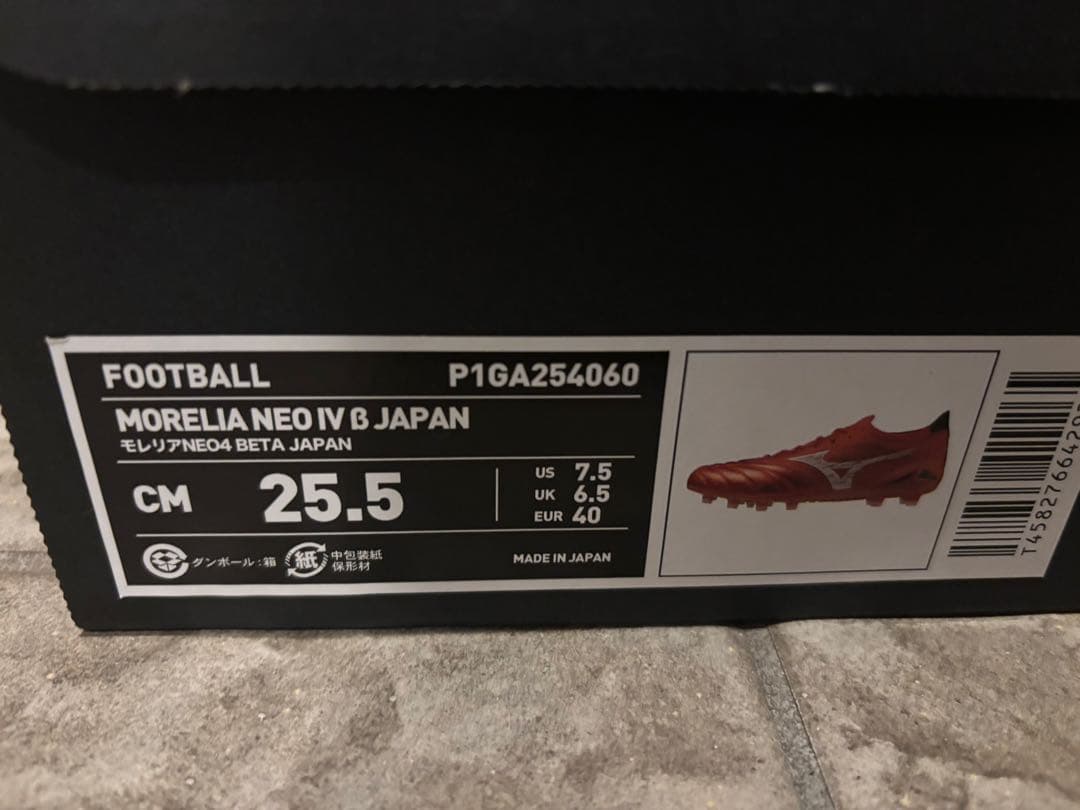 FOOTBALL P1GA254060
MORELIA NEO IV β JAPAN
モレリアNEO4 BETA JAPAN
CM 25.5
US 7.5
UK 6.5
EUR 40
ダンボール:箱
紙 中包装紙
保形材
MADE IN JAPAN